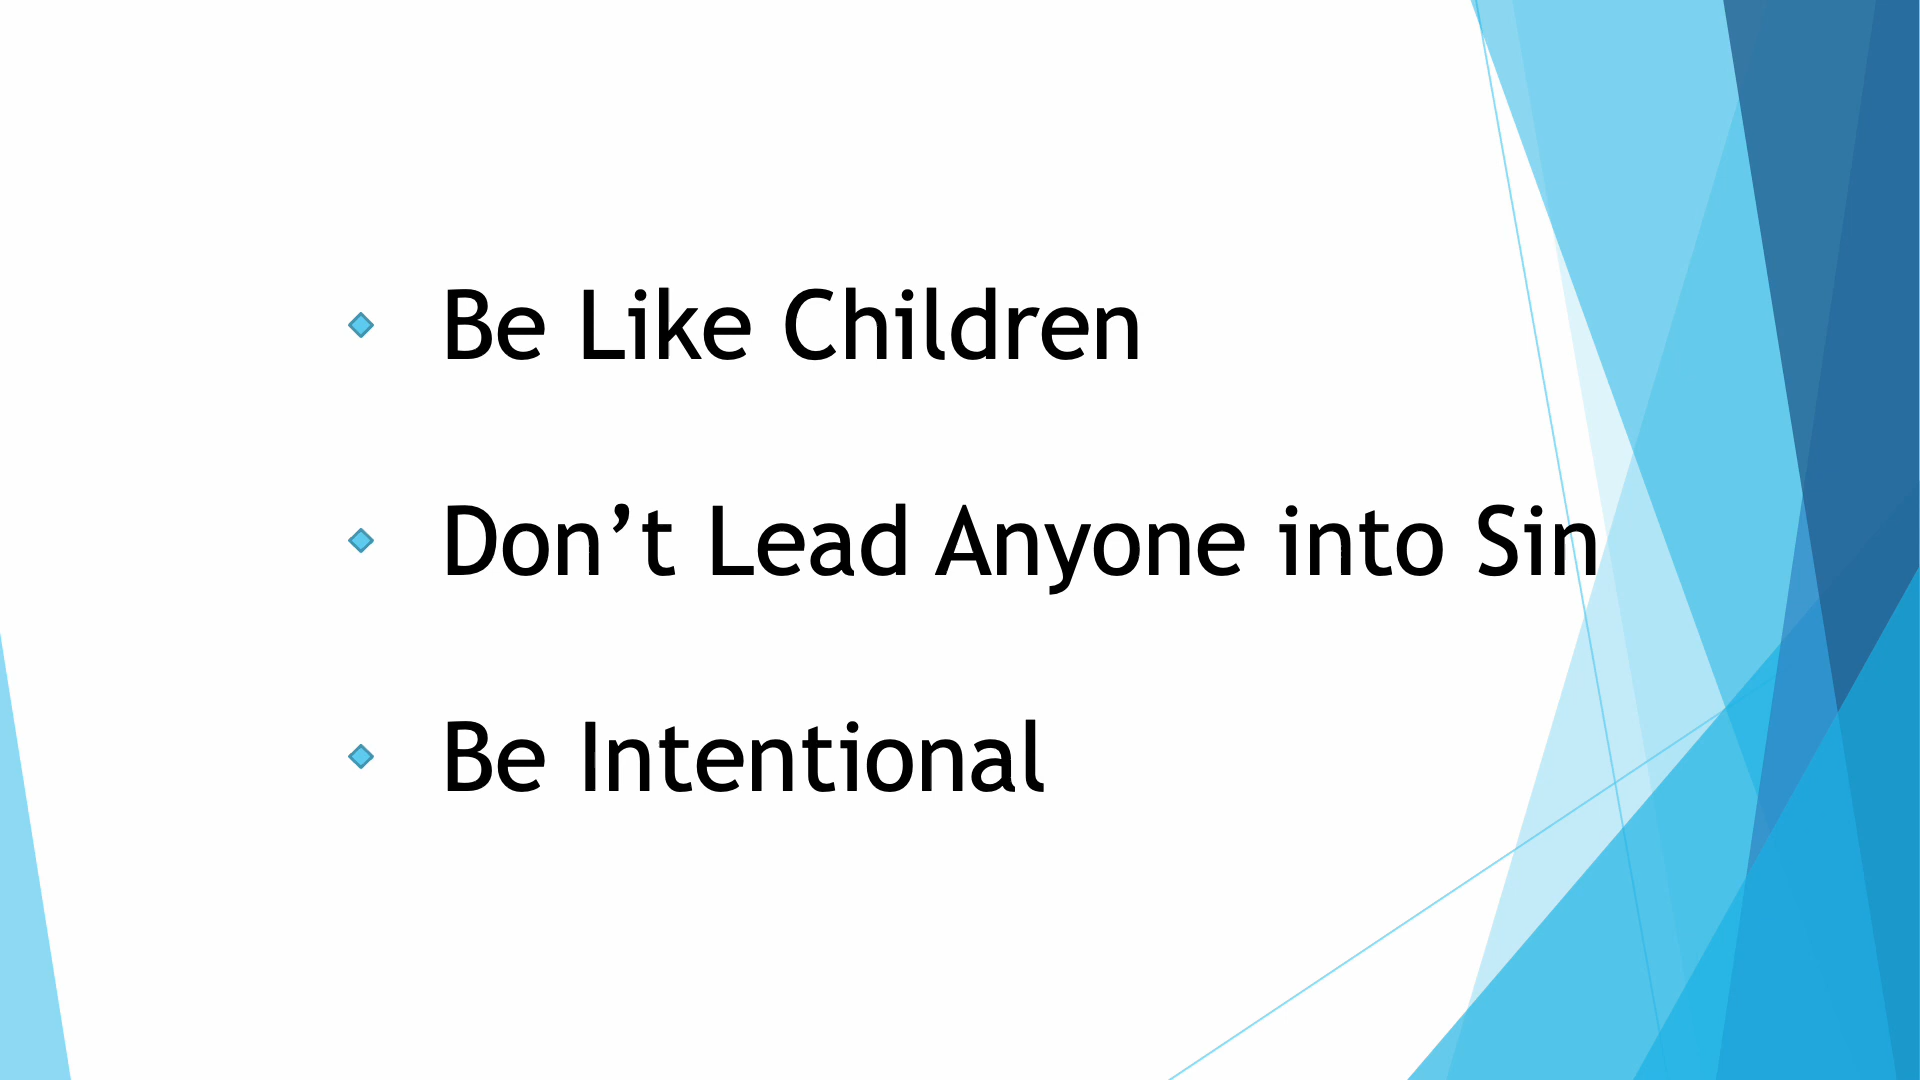 Be Like Children
Don’t Lead Anyone into Sin
Be Intentional